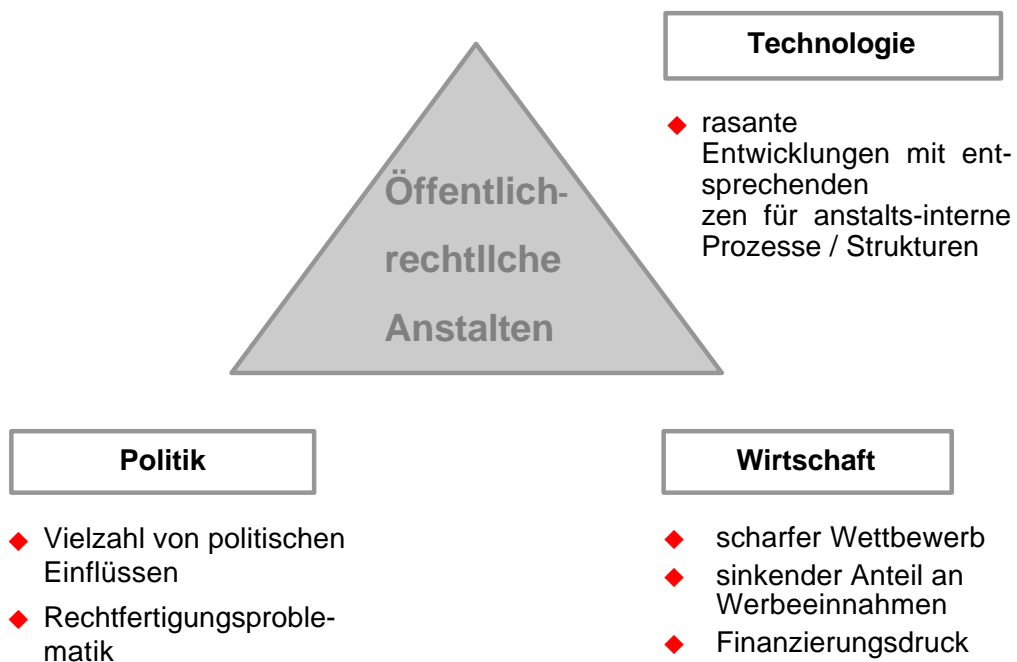 Technologie
rasante
Entwicklungen mit ent-
sprechenden
zen für anstalts-interne
Prozesse / Strukturen
Öffentlich-
rechtlIche
Anstalten
Politik
Vielzahl von politischen
Einflüssen
Rechtfertigungsproble-
matik
Wirtschaft
scharfer Wettbewerb
sinkender Anteil an
Werbeeinnahmen
Finanzierungsdruck